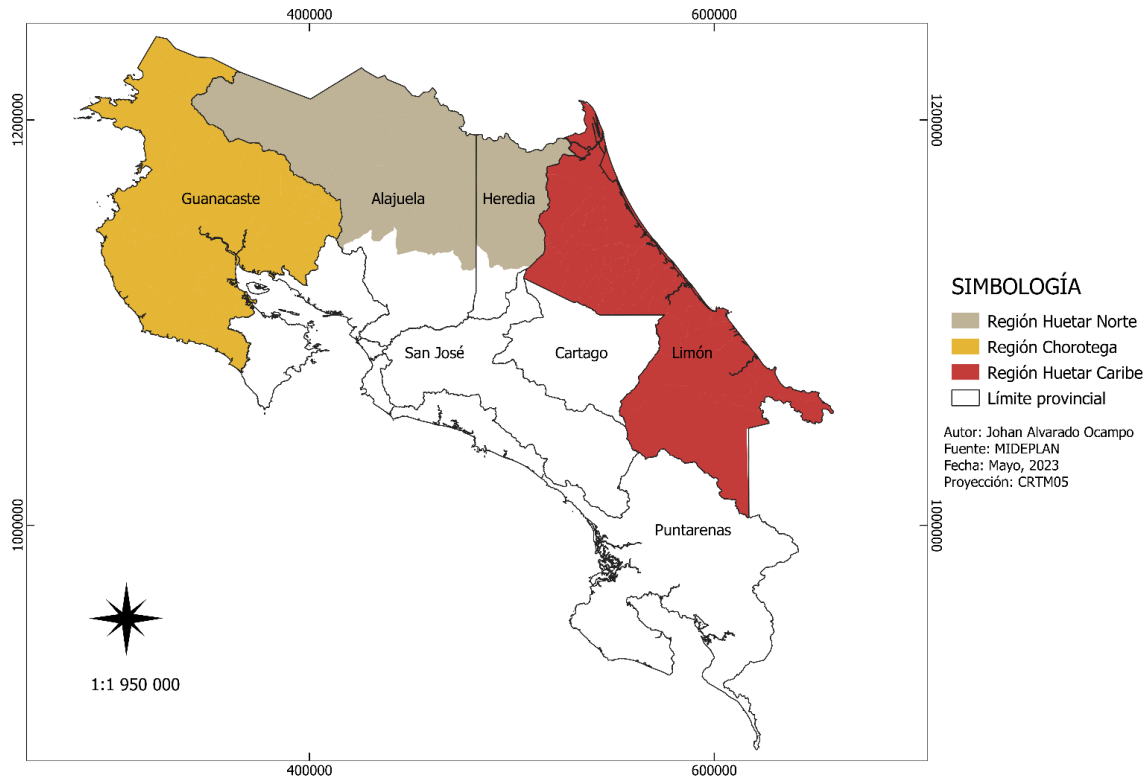 400000
600000
1200000
1200000
Guanacaste
Alajuela
Heredia
San José
Cartago
Limón
Puntarenas
1000000
1000000
1:1 950 000
400000
600000
SIMBOLOGÍA
Región Huetar Norte
Región Chorotega
Región Huetar Caribe
Límite provincial
Autor: Johan Alvarado Ocampo
Fuente: MIDEPLAN
Fecha: Mayo, 2023
Proyección: CRTM05